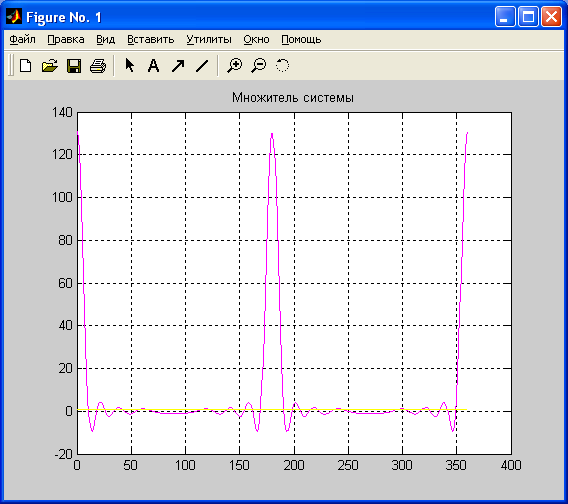 Figure No. 1
Файл Правка Вид Вставить Утилиты Окно Помощь
A
Множитель системы
140
120
100
80
60
40
20
0
-20
0 50 100 150 200 250 300 350 400